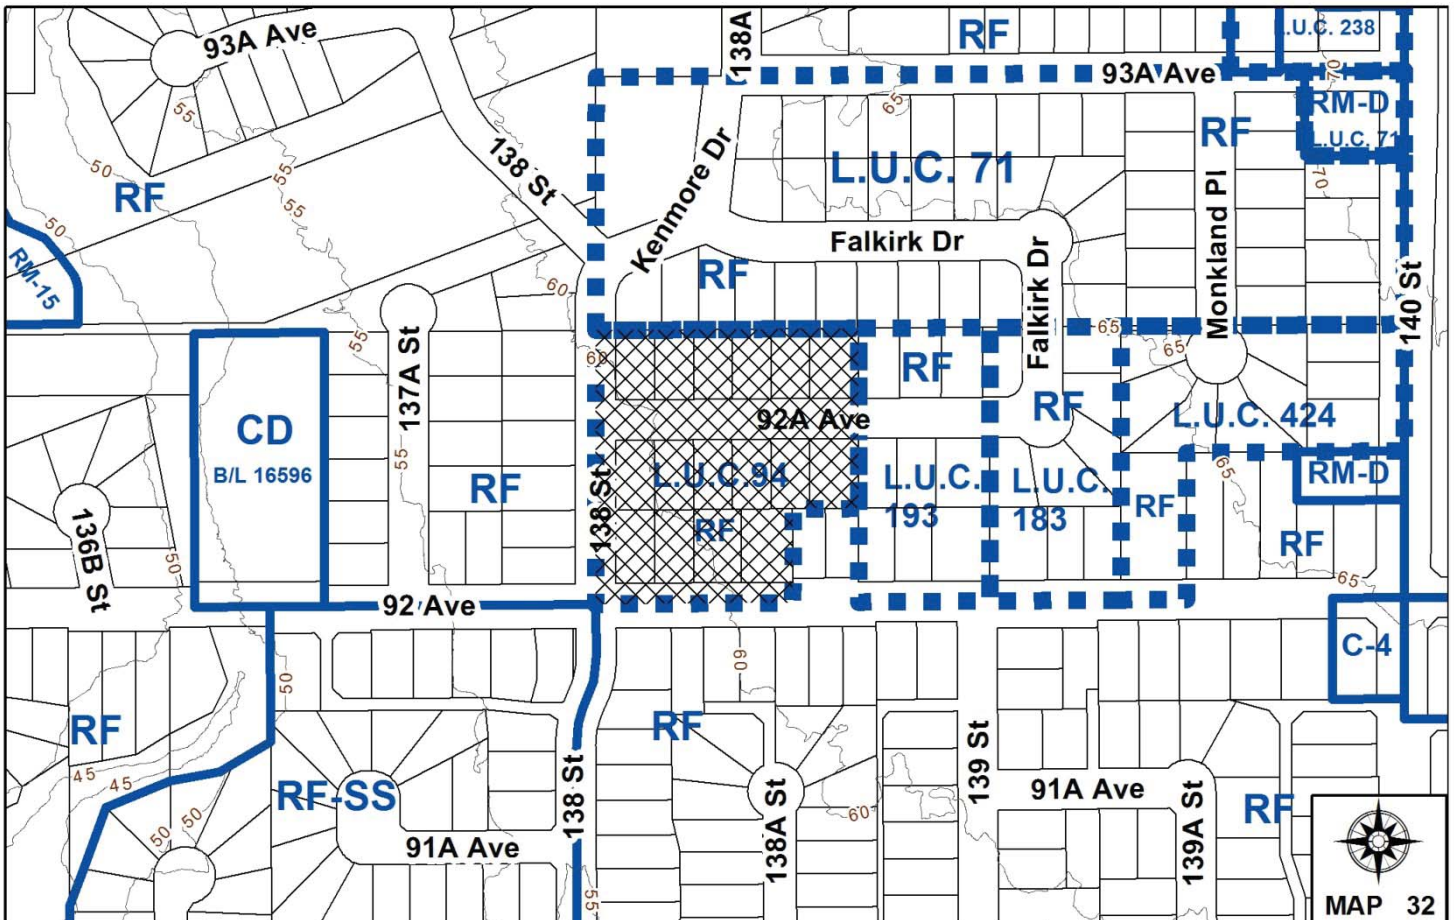 93A Ave
138A
RF
L.U.C. 238
93A Ave
70
RM-D
L.U.C. 71
55
65
RF
138 St
50
55
RF
55
Kenmore Dr
L.U.C. 71
70
Monkland Pl
50
RM-15
Falkirk Dr
Falkirk Dr
RF
60
140 St
65
65
55
137A St
60
RF
RF
92A Ave
L.U.C. 424
CD
B/L 16596
55
RF
138 St
L.U.C.94
RF
L.U.C.
193
L.U.C.
183
RF
65
RM-D
RF
136B St
50
65
92 Ave
C-4
60
50
RF
RF
45
45
RF-SS
138 St
138A St
139 St
91A Ave
139A St
RF
50
50
60
91A Ave
55
MAP 32